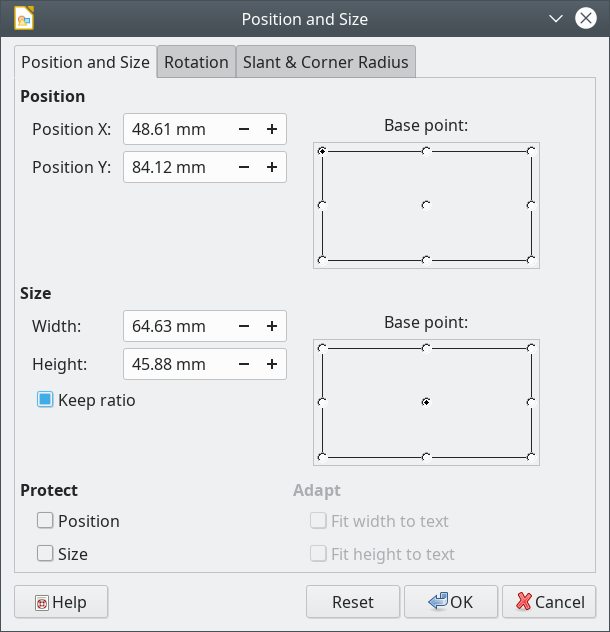 Position and Size
Position and Size Rotation Slant & Corner Radius
Position
Position X: 48.61 mm
Base point:
Position Y: 84.12 mm
Size
Width: 64.63 mm
Base point:
Height: 45.88 mm
Keep ratio
Protect Adapt
Position Fit width to text
Size Fit height to text
Help Reset OK Cancel